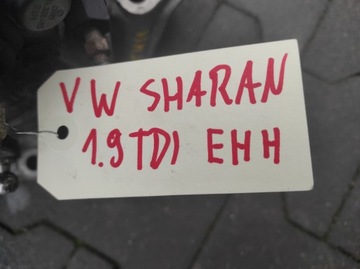 VW SHARAN
1.9TDI EHH